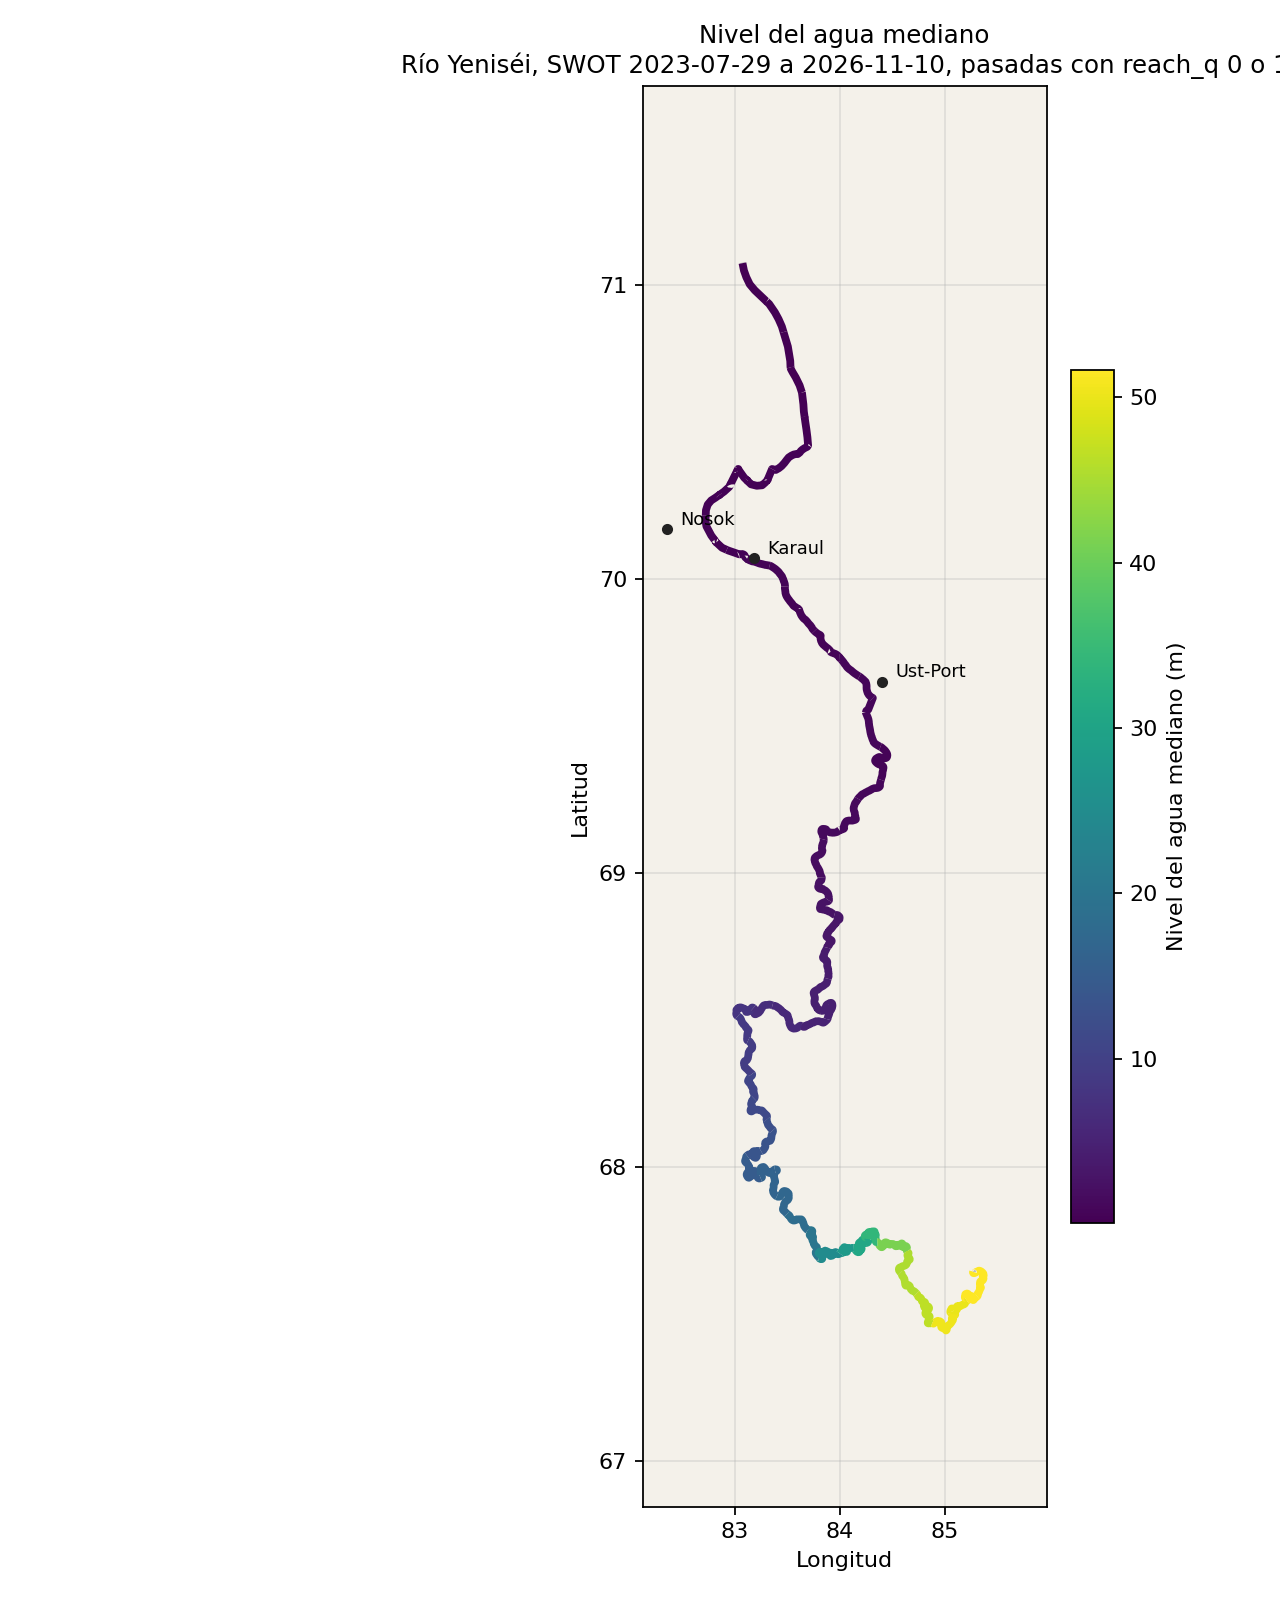 Nivel del agua mediano
Río Yeniséi, SWOT 2023-07-29 a 2026-11-10, pasadas con reach_q 0 o 1
71
70
69
68
67
Latitud
Nosok
Karaul
Ust-Port
83
84
85
Longitud
50
40
30
20
10
Nivel del agua mediano (m)